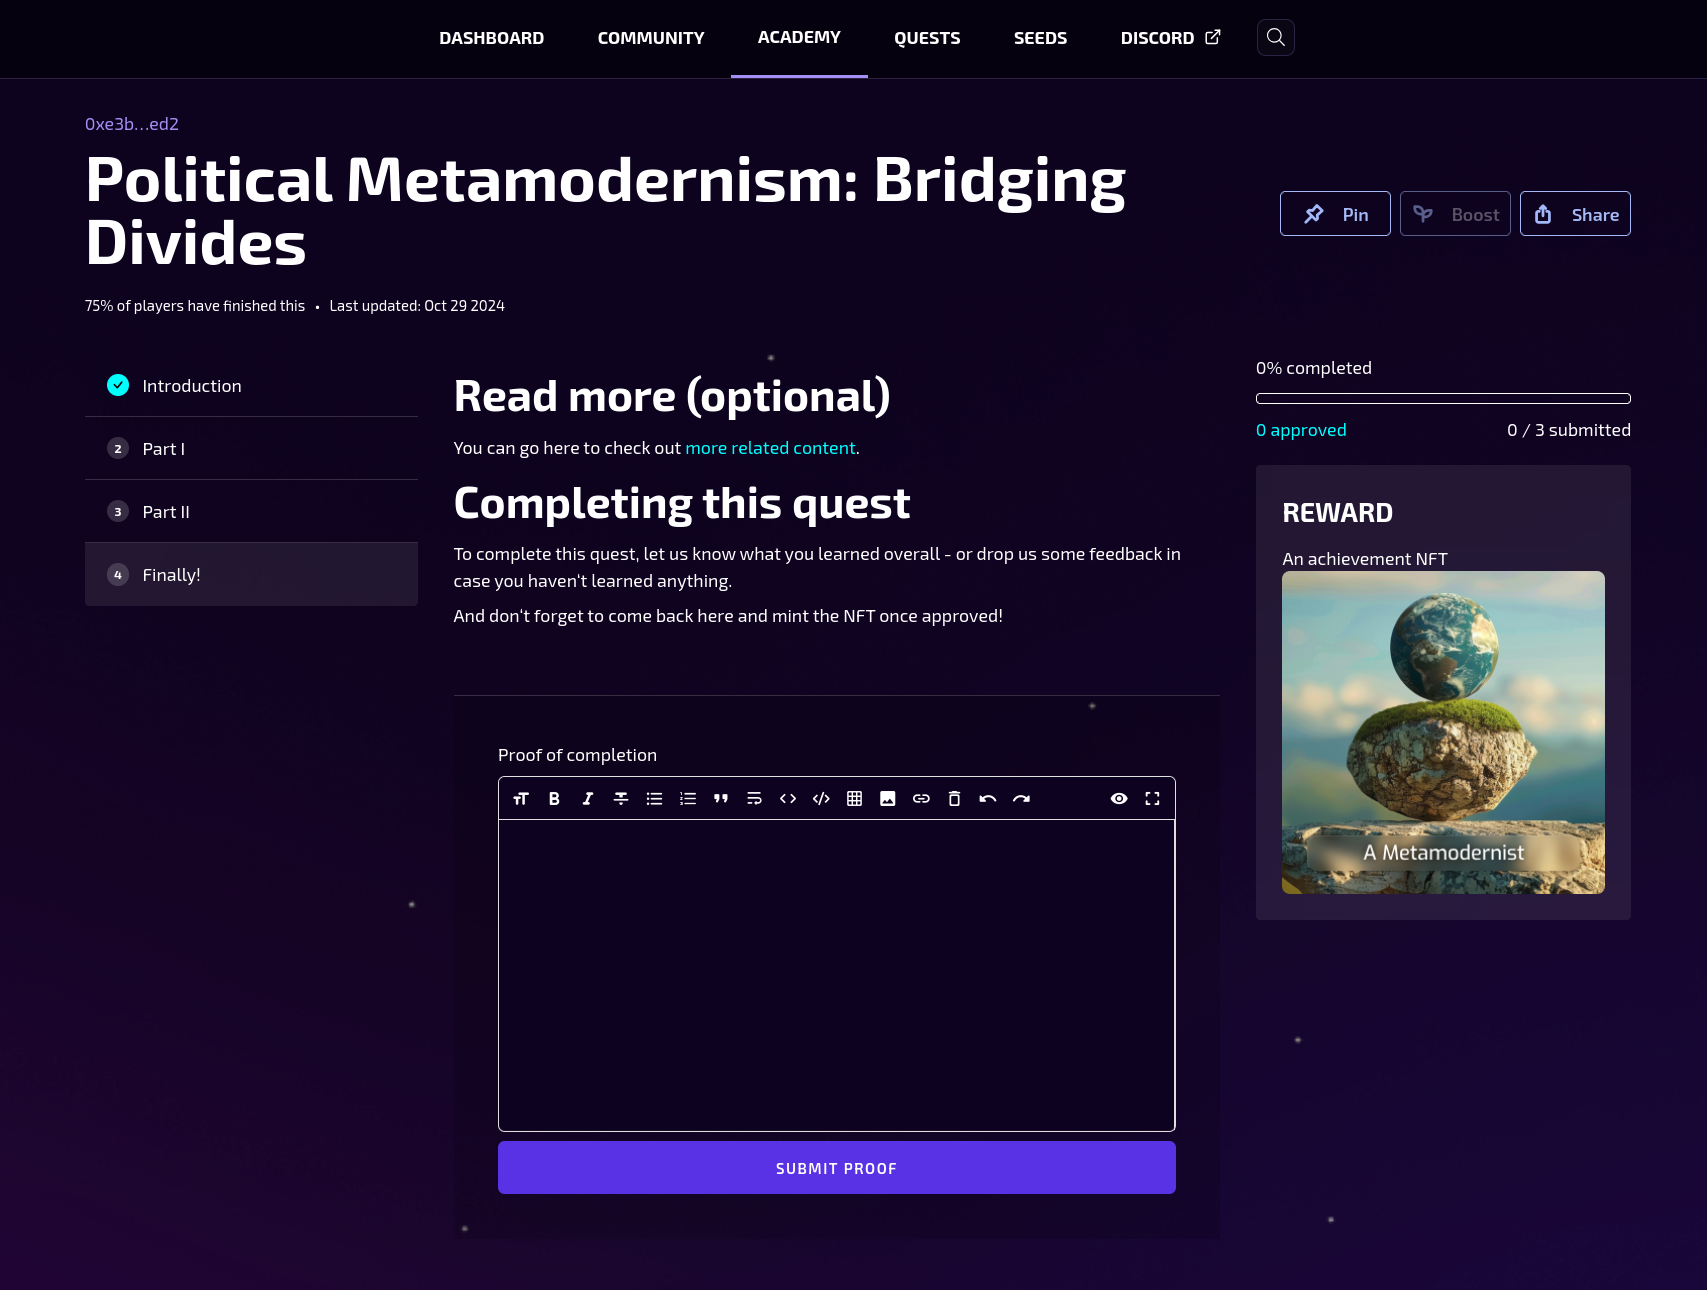 DASHBOARD COMMUNITY ACADEMY QUESTS SEEDS DISCORD
0xe3b...ed2
Political Metamodernism: Bridging
Divides
Pin Boost Share
75% of players have finished this • Last updated: Oct 29 2024
Introduction
2 Part I
3 Part II
4 Finally!
Read more (optional)
You can go here to check out more related content.
Completing this quest
To complete this quest, let us know what you learned overall - or drop us some feedback in
case you haven't learned anything.
And don't forget to come back here and mint the NFT once approved!
Proof of completion
SUBMIT PROOF
0% completed
0 approved 0 / 3 submitted
REWARD
An achievement NFT
A Metamodernist